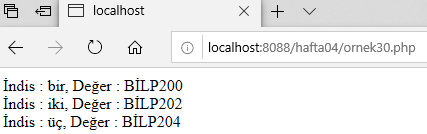 localhost
localhost:8088/hafta04/ornek30.php
İndis : bir, Değer : BİLP200
İndis : iki, Değer : BİLP202
İndis : üç, Değer : BİLP204